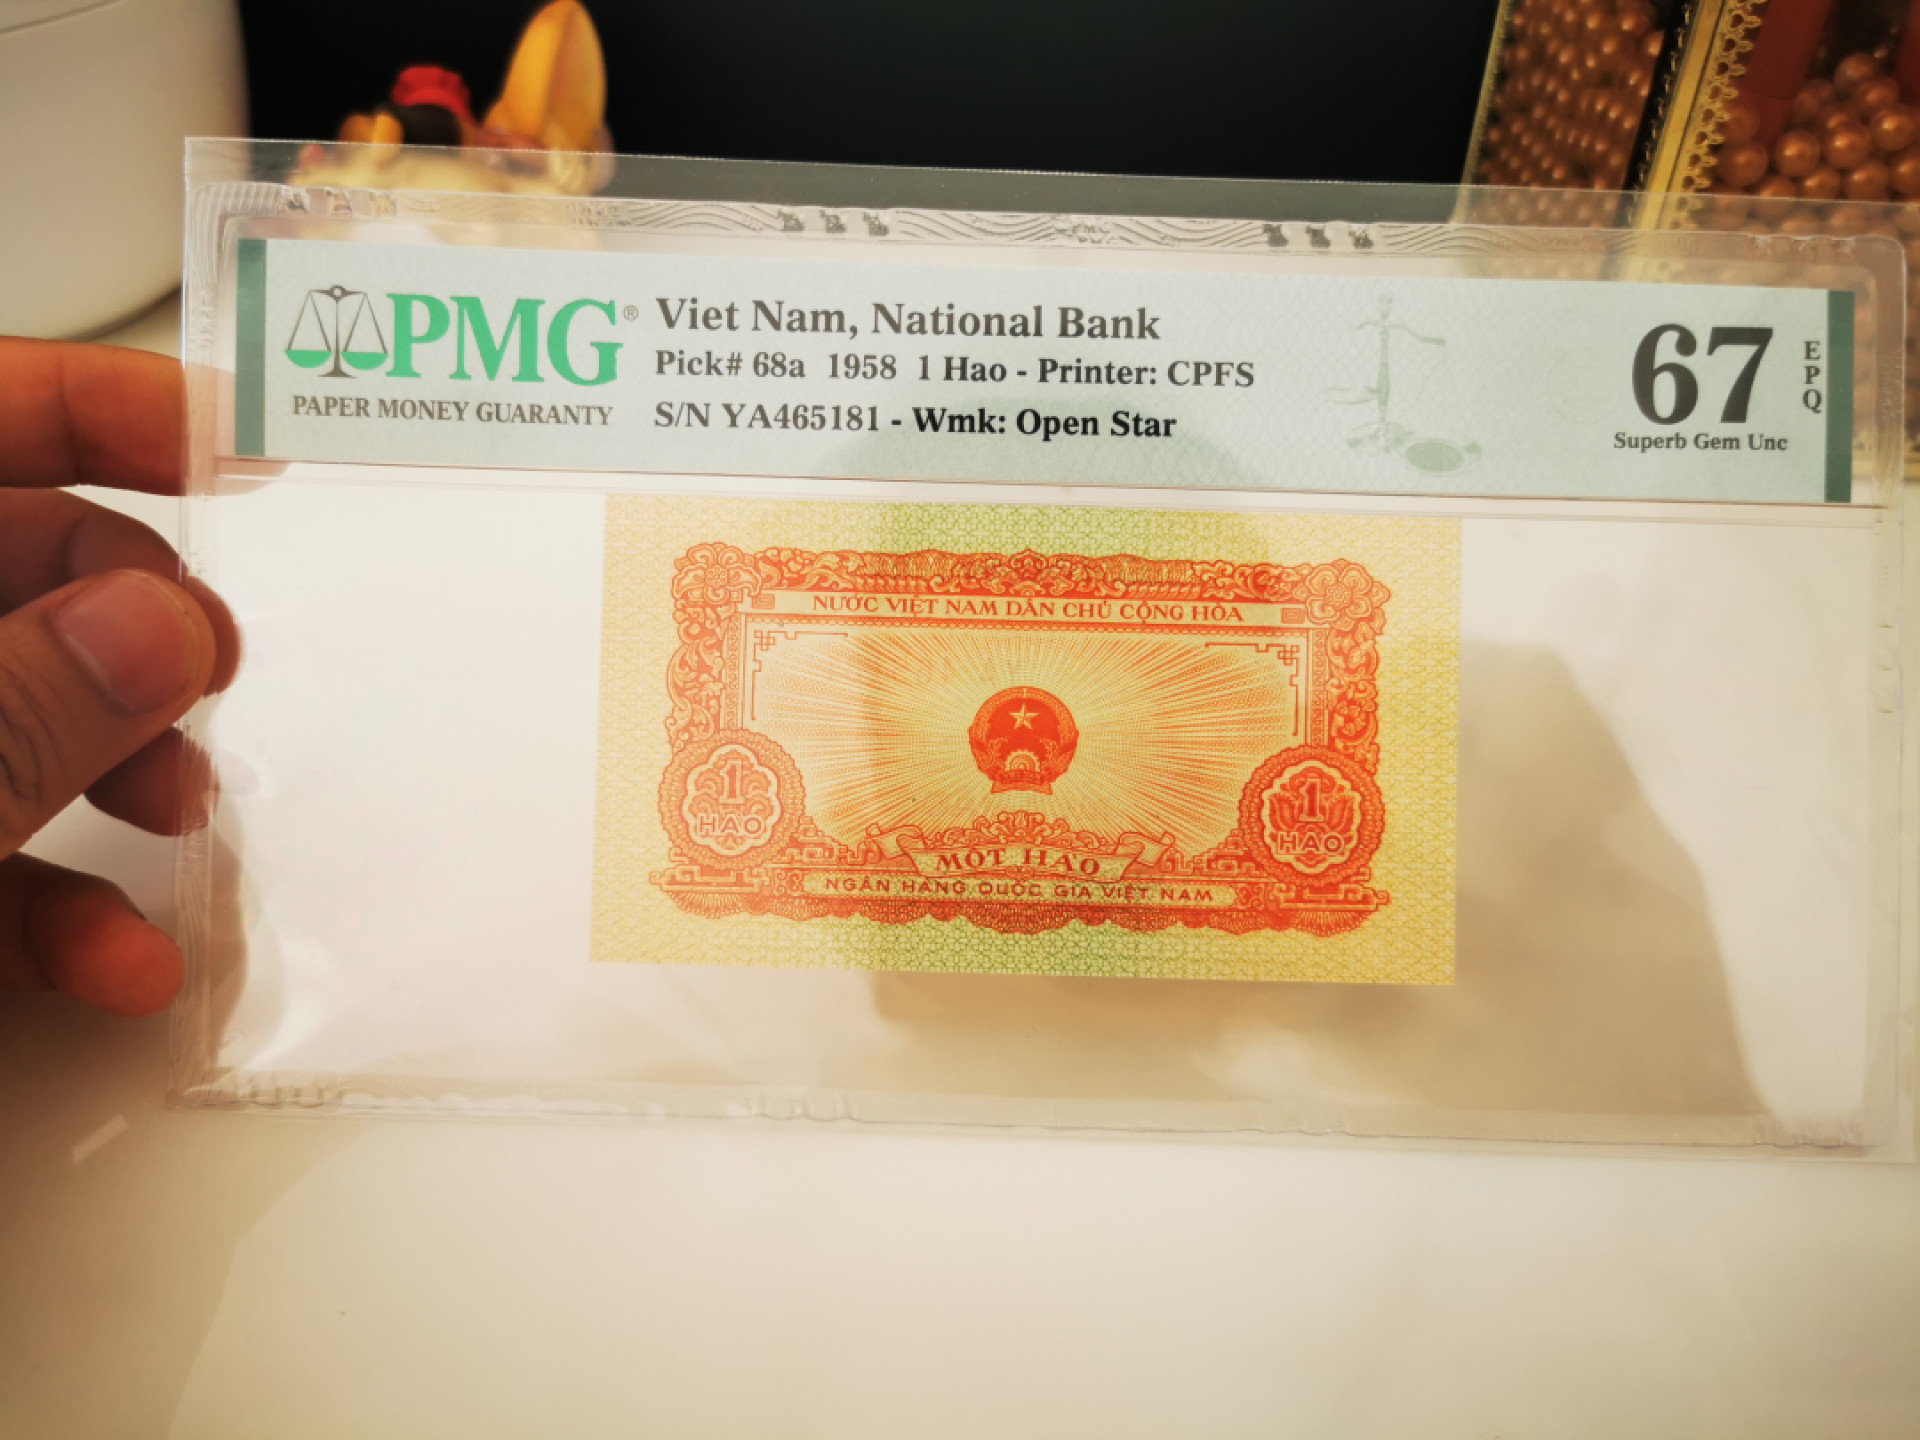 PMG®
PAPER MONEY GUARANTY
Viet Nam, National Bank
Pick# 68a 1958 1 Hao - Printer: CPFS
S/N YA465181 - Wmk: Open Star
67
EPQ
Superb Gem Unc
NƯỚC VIỆT NAM DÂN CHỦ CỘNG HÒA
1
HÀO
1
HÀO
MỘT HÀO
NGÂN HÀNG QUỐC GIA VIỆT NAM